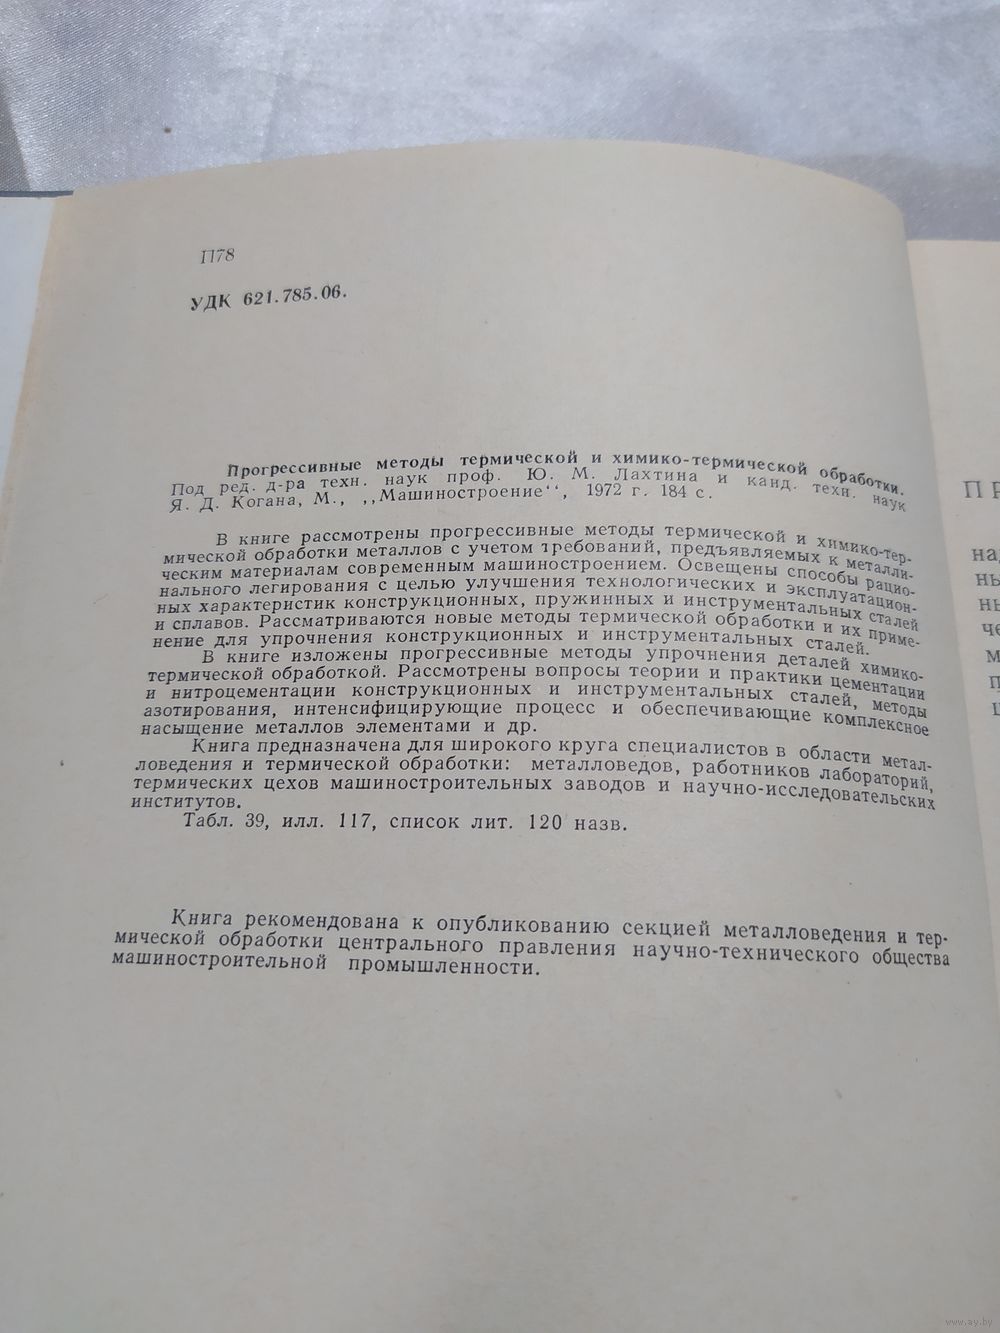 П78
УДК 621.785.06.
Прогрессивные методы термической и химико-термической обработки.
Под ред. д-ра техн. наук проф. Ю. М. Лахтина и канд. техн. наук
Я. Д. Когана, М., ,,Машиностроение‘‘, 1972 г. 184 с.
В книге рассмотрены прогрессивные методы термической и химико-тер-
мической обработки металлов с учетом требований, предъявляемых к металли-
ческим материалам современным машиностроением. Освещены способы рацио-
нального легирования с целью улучшения технологических и эксплуатацион-
ных характеристик конструкционных, пружинных и инструментальных сталей
и сплавов. Рассматриваются новые методы термической обработки и их приме-
нение для упрочнения конструкционных и инструментальных сталей.
В книге изложены прогрессивные методы упрочнения деталей химико-
термической обработкой. Рассмотрены вопросы теории и практики цементации
и нитроцементации конструкционных и инструментальных сталей, методы
азотирования, интенсифицирующие процесс и обеспечивающие комплексное
насыщение металлов элементами и др.
Книга предназначена для широкого круга специалистов в области метал-
ловедения и термической обработки: металловедов, работников лабораторий,
термических цехов машиностроительных заводов и научно-исследовательских
институтов.
Табл. 39, илл. 117, список лит. 120 назв.
Книга рекомендована к опубликованию секцией металловедения и тер-
мической обработки центрального правления научно-технического общества
машиностроительной промышленности.
www.ay.by